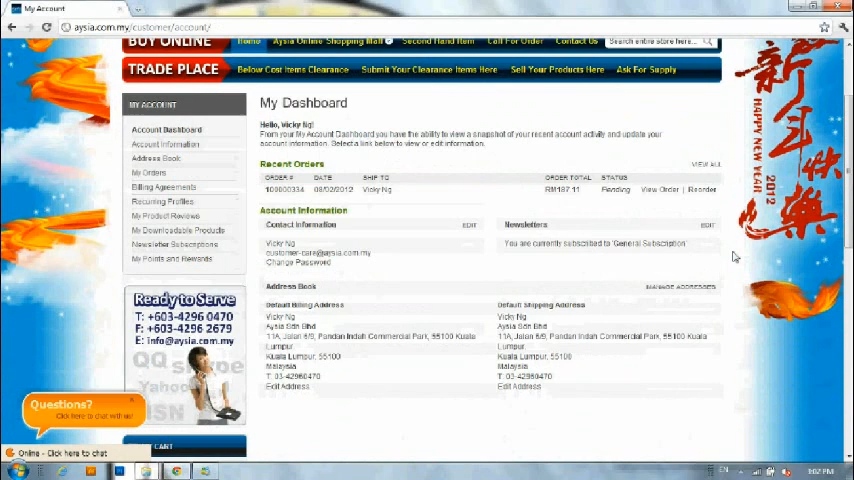 My Account
aysia.com.my/customer/account/
BUY ONLINE
Home
Aysia Online Shopping Mall
Second Hand Item
Call For Order
Contact Us
Search entire store here...
TRADE PLACE
Below Cost Items Clearance
Submit Your Clearance Items Here
Sell Your Products Here
Ask For Supply
MY ACCOUNT
Account Dashboard
Account Information
Address Book
My Orders
Billing Agreements
Recurring Profiles
My Product Reviews
My Downloadable Products
Newsletter Subscriptions
My Points and Rewards
My Dashboard
Hello, Vicky Ng!
From your My Account Dashboard you have the ability to view a snapshot of your recent account activity and update your
account information. Select a link below to view or edit information.
Recent Orders
VIEW ALL
ORDER # DATE SHIP TO ORDER TOTAL STATUS
100000334 08/02/2012 Vicky Ng RM187.11 Pending View Order | Reorder
Account Information
Contact Information EDIT
Vicky Ng
customer-care@aysia.com.my
Change Password
Newsletters EDIT
You are currently subscribed to 'General Subscription'
Address Book MANAGE ADDRESSES
Default Billing Address
Vicky Ng
Aysia Sdn Bhd
11A, Jalan 6/9, Pandan Indah Commercial Park, 55100 Kuala
Lumpur
Kuala Lumpur, 55100
Malaysia
T: 03-42960470
Edit Address
Default Shipping Address
Vicky Ng
Aysia Sdn Bhd
11A, Jalan 6/9, Pandan Indah Commercial Park, 55100 Kuala
Lumpur
Kuala Lumpur, 55100
Malaysia
T: 03-42960470
Edit Address
Ready to Serve
T: +603-4296 0470
F: +603-4296 2679
E: info@aysia.com.my
QQ
skype
Yahoo
MSN
Questions?
Click here to chat with us!
Online - Click here to chat
CART
新年快樂
HAPPY NEW YEAR
2012
EN
1:02 PM